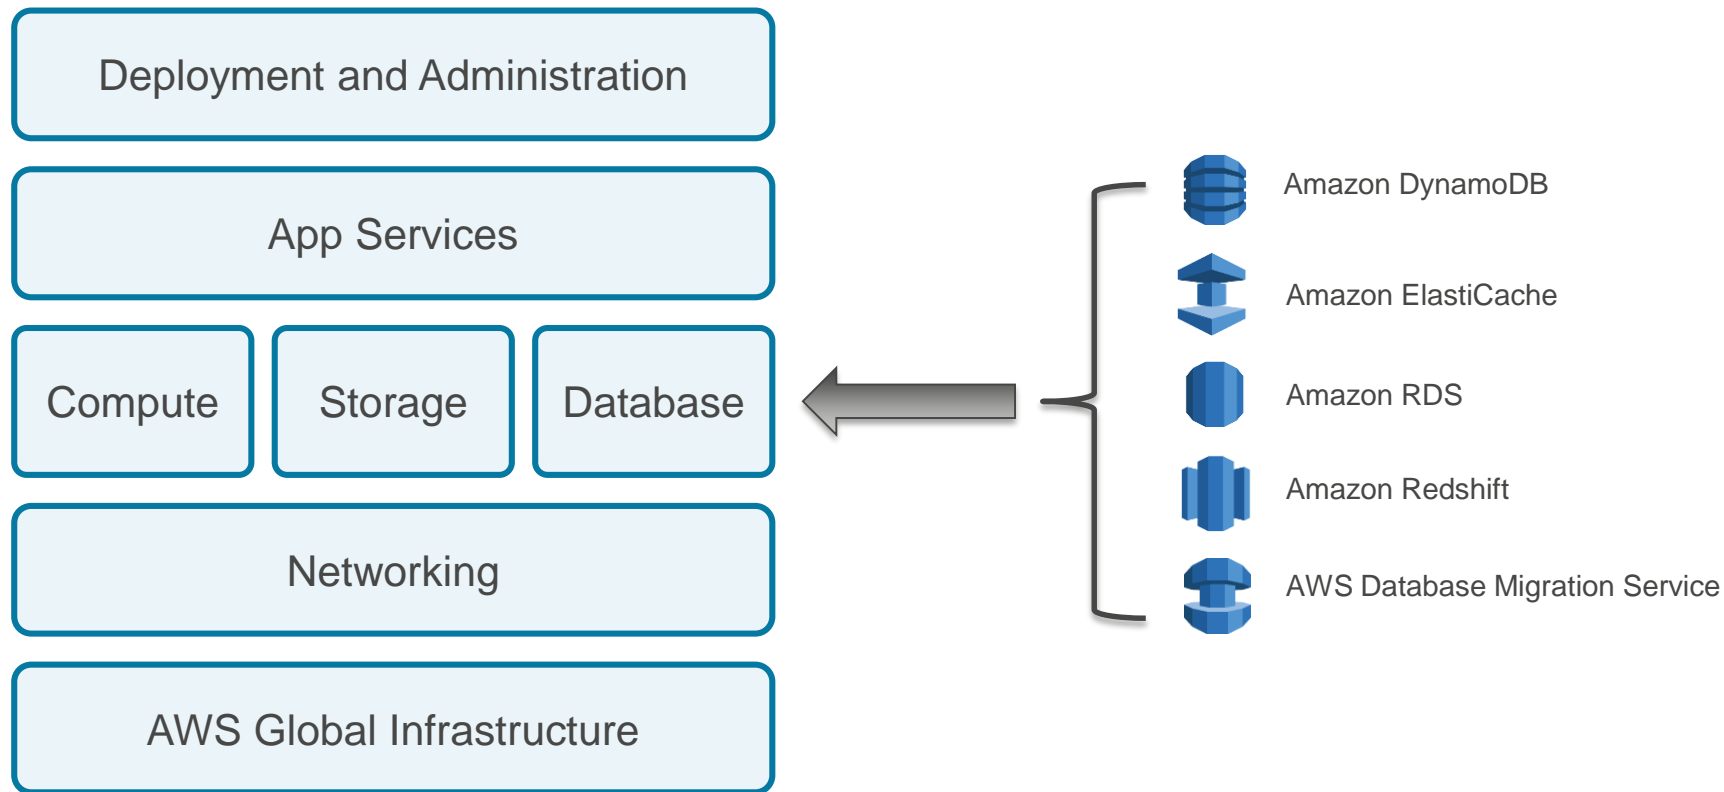 Deployment and Administration
App Services
Compute
Storage
Database
Networking
AWS Global Infrastructure
Amazon DynamoDB
Amazon ElastiCache
Amazon RDS
Amazon Redshift
AWS Database Migration Service